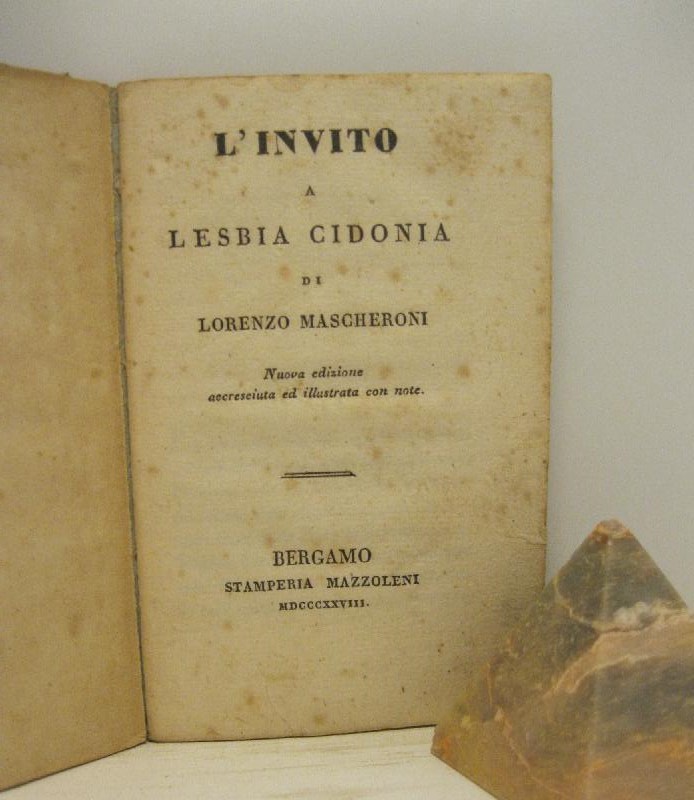 L'INVITO
A
LESBIA CIDONIA
DI
LORENZO MASCHERONI
Nuova edizione
accresciuta ed illustrata con note.
BERGAMO
STAMPERIA MAZZOLENI
MDCCCXXVIII.